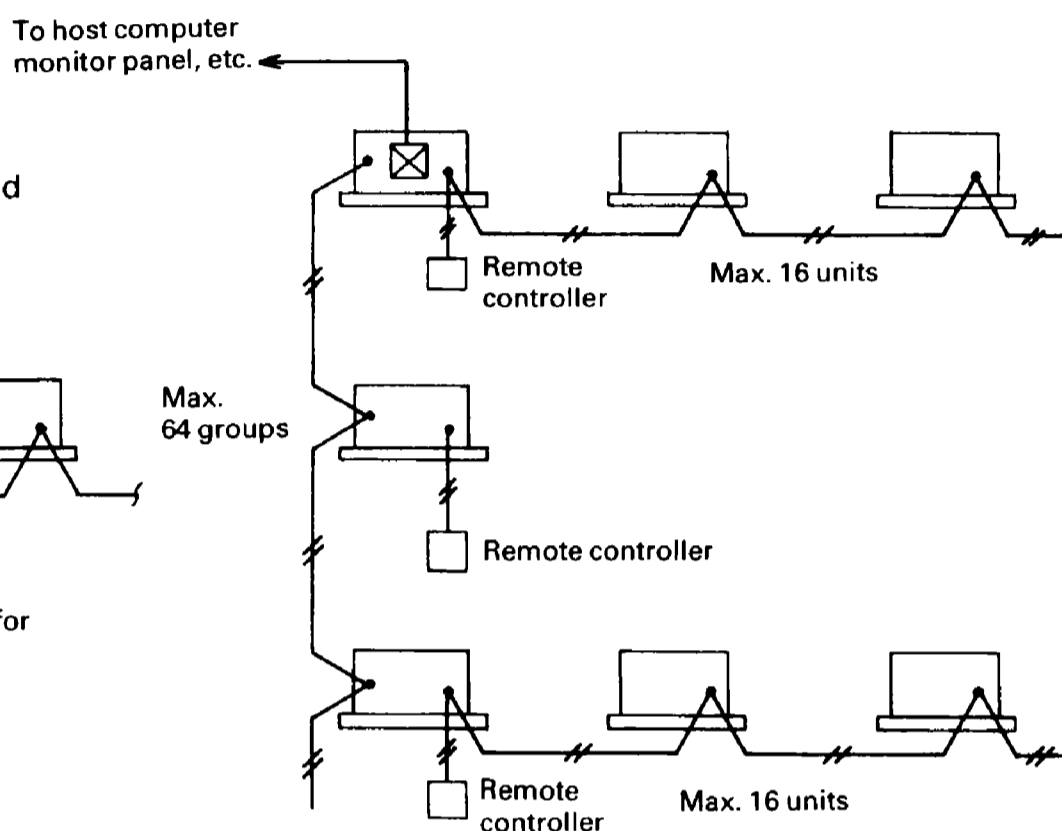 To host computer
monitor panel, etc.
d
Remote
controller
Max. 16 units
Max.
64 groups
Remote controller
for
Remote
controller
Max. 16 units